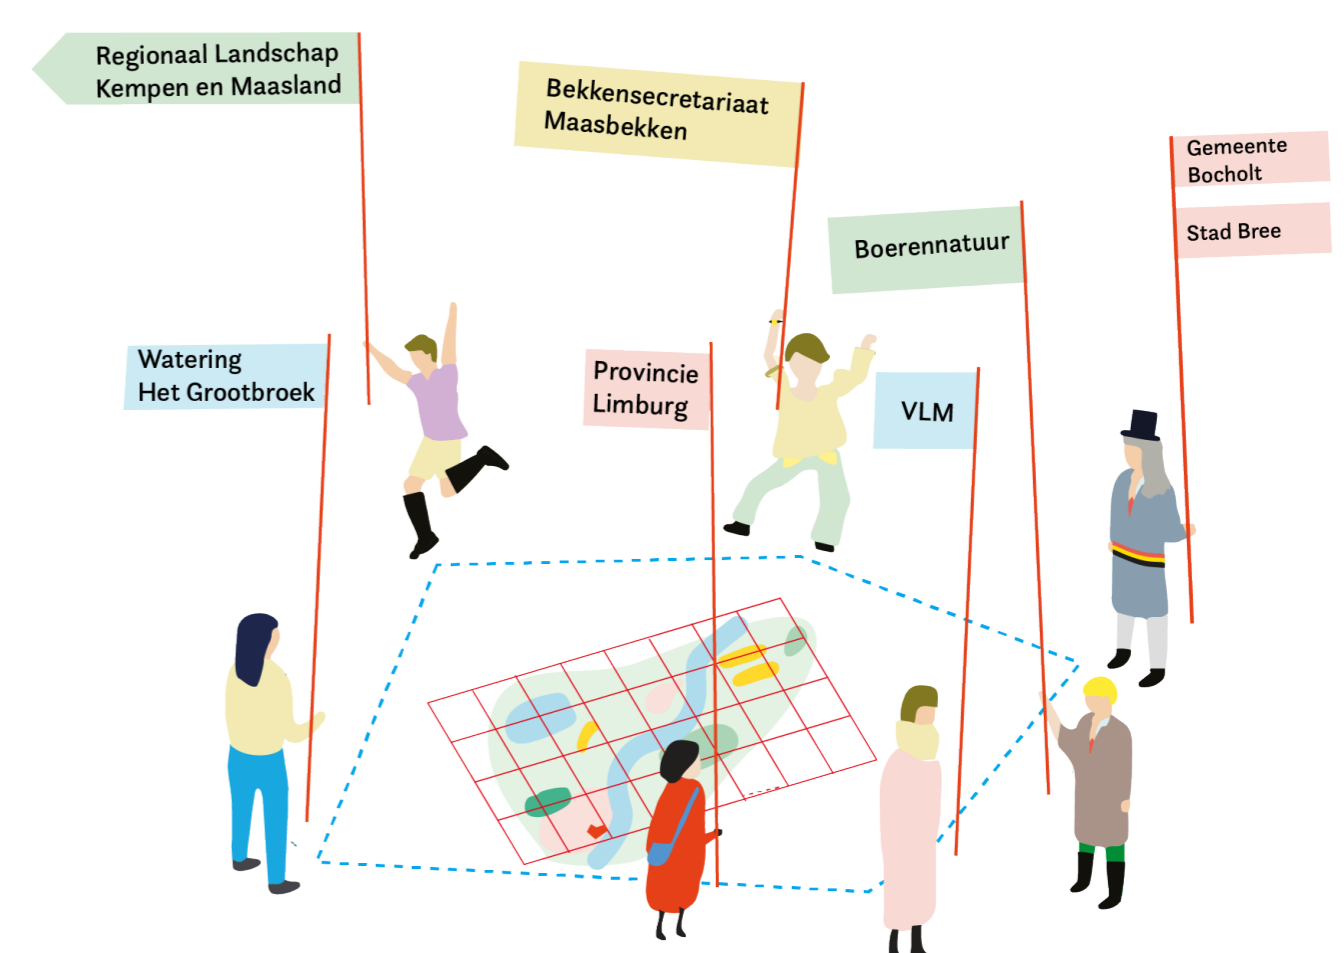 Regionaal Landschap
Kempen en Maasland
Bekkensecretariaat
Maasbekken
Gemeente
Bocholt
Stad Bree
Boerennatuur
Watering
Het Grootbroek
Provincie
Limburg
VLM